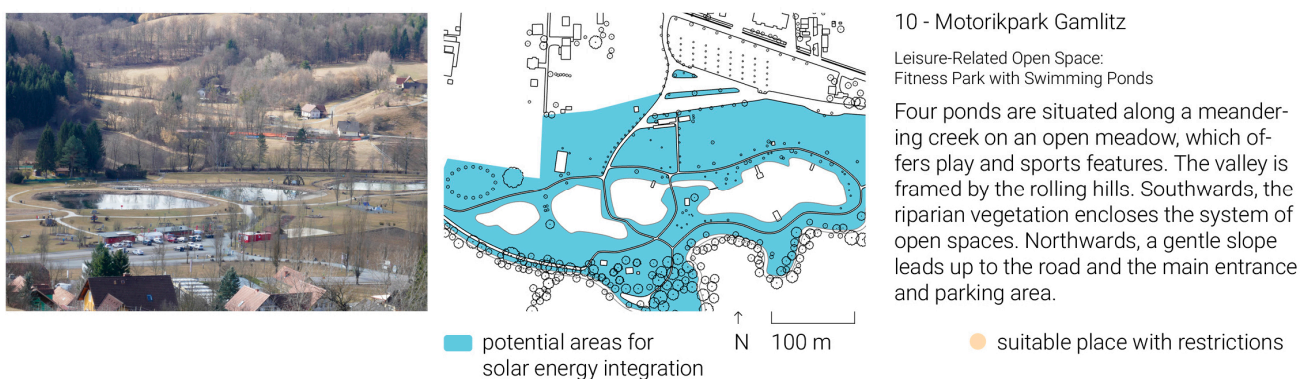 10 - Motorikpark Gamlitz
Leisure-Related Open Space:
Fitness Park with Swimming Ponds
Four ponds are situated along a meander-
ing creek on an open meadow, which of-
fers play and sports features. The valley is
framed by the rolling hills. Southwards, the
riparian vegetation encloses the system of
open spaces. Northwards, a gentle slope
leads up to the road and the main entrance
and parking area.
potential areas for
solar energy integration
N 100 m
suitable place with restrictions